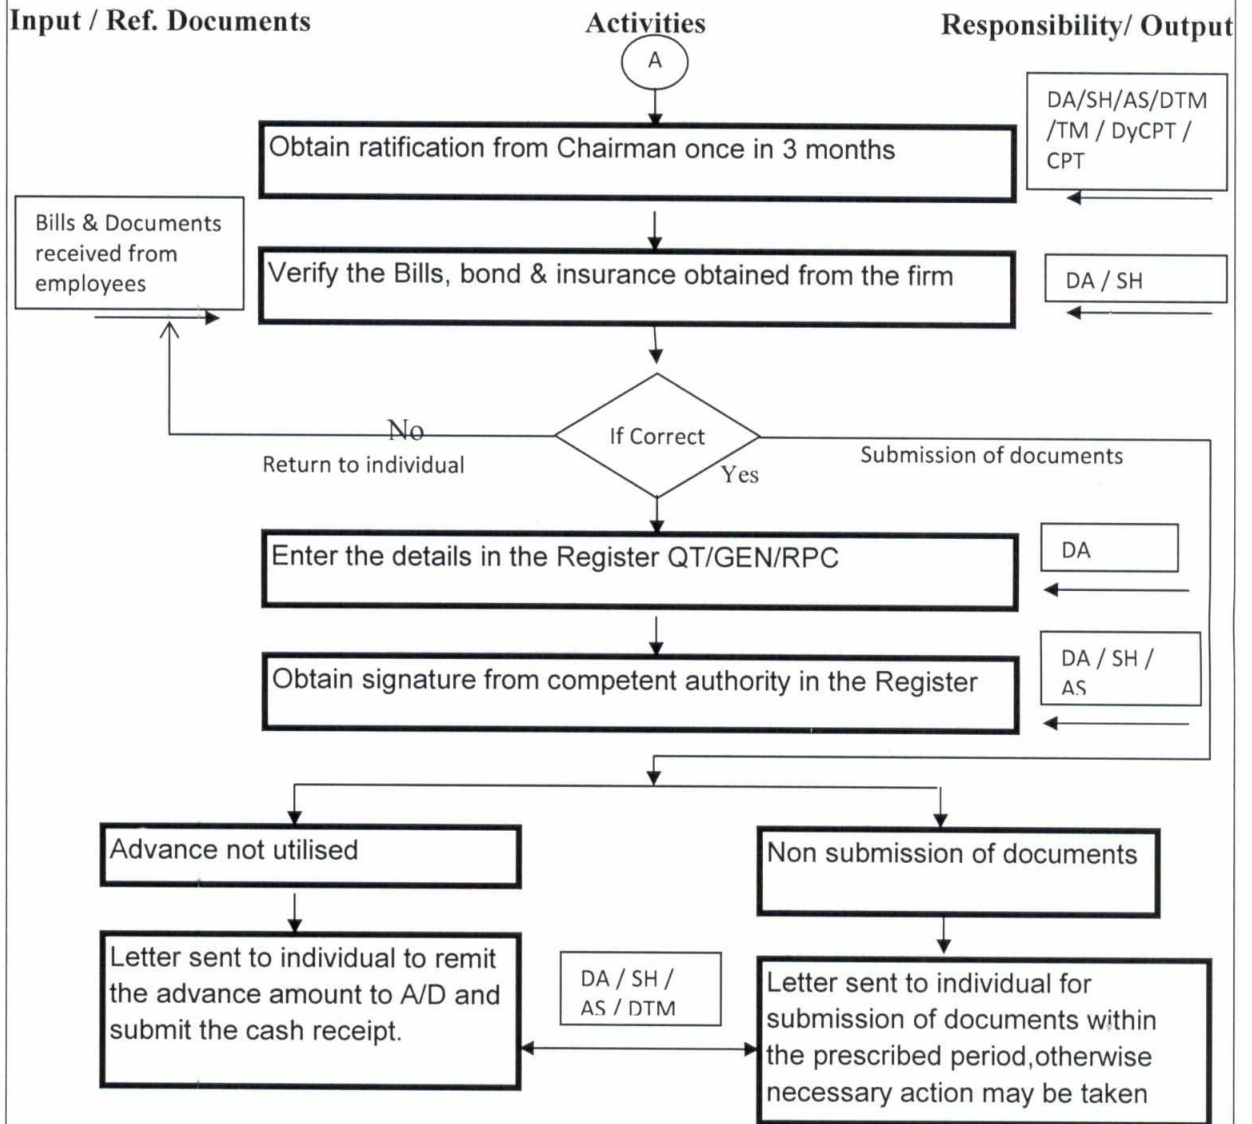 Input / Ref. Documents
Activities
Responsibility/ Output
A
DA/SH/AS/DTM
/TM / DyCPT /
CPT
Obtain ratification from Chairman once in 3 months
Bills & Documents
received from
employees
Verify the Bills, bond & insurance obtained from the firm
DA / SH
If Correct
No
Return to individual
Yes
Submission of documents
Enter the details in the Register QT/GEN/RPC
DA
Obtain signature from competent authority in the Register
DA / SH /
AS
Advance not utilised
Non submission of documents
Letter sent to individual to remit
the advance amount to A/D and
submit the cash receipt.
DA / SH /
AS / DTM
Letter sent to individual for
submission of documents within
the prescribed period,otherwise
necessary action may be taken